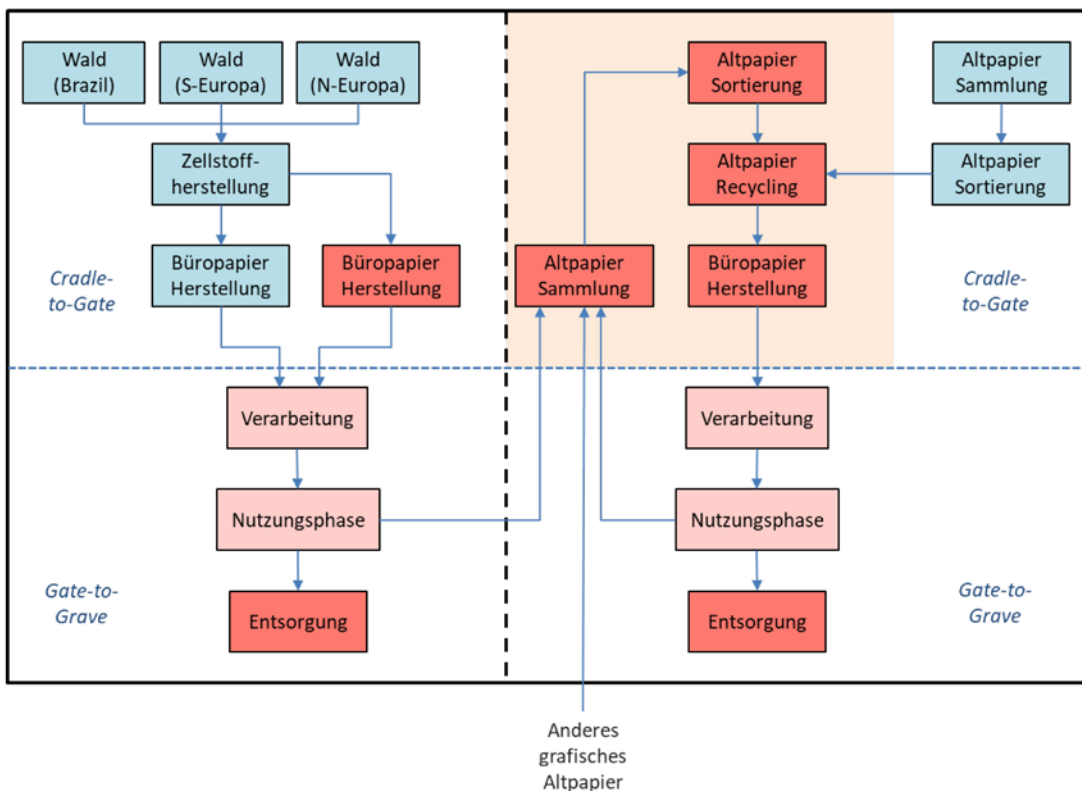 Wald
(Brazil)
Wald
(S-Europa)
Wald
(N-Europa)
Zellstoff-
herstellung
Büropapier
Herstellung
Büropapier
Herstellung
Cradle-
to-Gate
Verarbeitung
Nutzungsphase
Entsorgung
Gate-to-
Grave
Altpapier
Sortierung
Altpapier
Sammlung
Altpapier
Recycling
Altpapier
Sortierung
Altpapier
Sammlung
Büropapier
Herstellung
Cradle-
to-Gate
Verarbeitung
Nutzungsphase
Entsorgung
Gate-to-
Grave
Anderes
grafisches
Altpapier